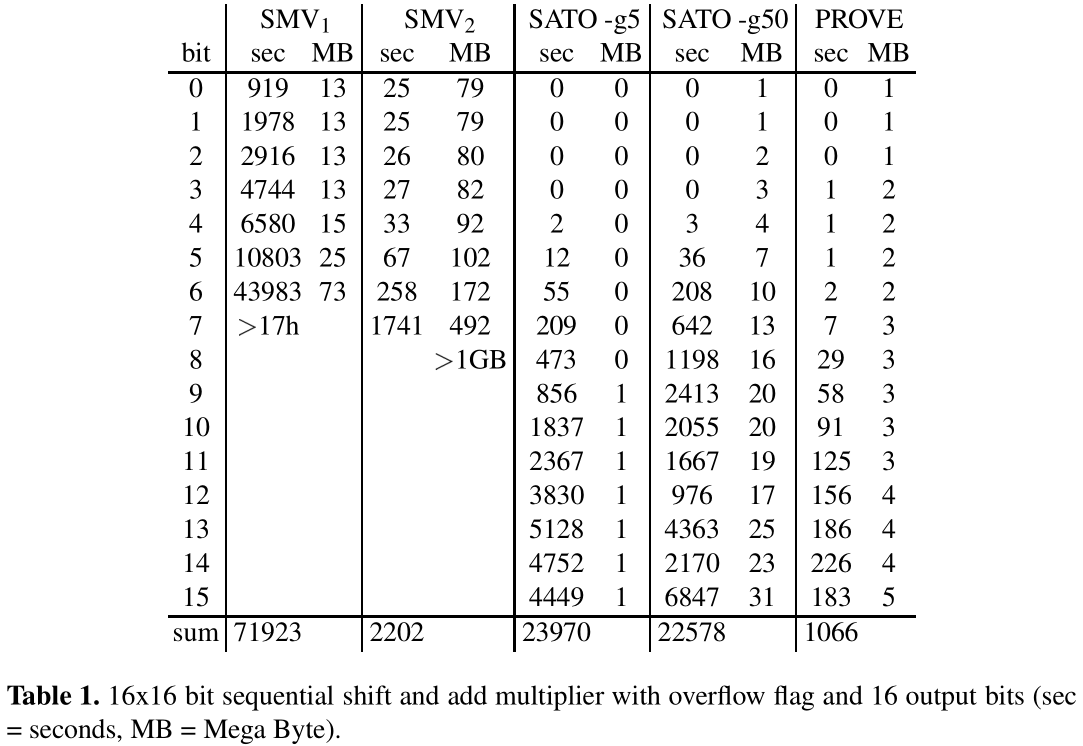 SMV₁ SMV₂ SATO -g5 SATO -g50 PROVE
bit sec MB sec MB sec MB sec MB sec MB
0 919 13 25 79 0 0 0 1 0 1
1 1978 13 25 79 0 0 0 1 0 1
2 2916 13 26 80 0 0 0 2 0 1
3 4744 13 27 82 0 0 0 3 1 2
4 6580 15 33 92 2 0 3 4 1 2
5 10803 25 67 102 12 0 36 7 1 2
6 43983 73 258 172 55 0 208 10 2 2
7 >17h 1741 492 209 0 642 13 7 3
8 >1GB 473 0 1198 16 29 3
9 856 1 2413 20 58 3
10 1837 1 2055 20 91 3
11 2367 1 1667 19 125 3
12 3830 1 976 17 156 4
13 5128 1 4363 25 186 4
14 4752 1 2170 23 226 4
15 4449 1 6847 31 183 5
sum 71923 2202 23970 22578 1066
Table 1. 16x16 bit sequential shift and add multiplier with overflow flag and 16 output bits (sec
= seconds, MB = Mega Byte).